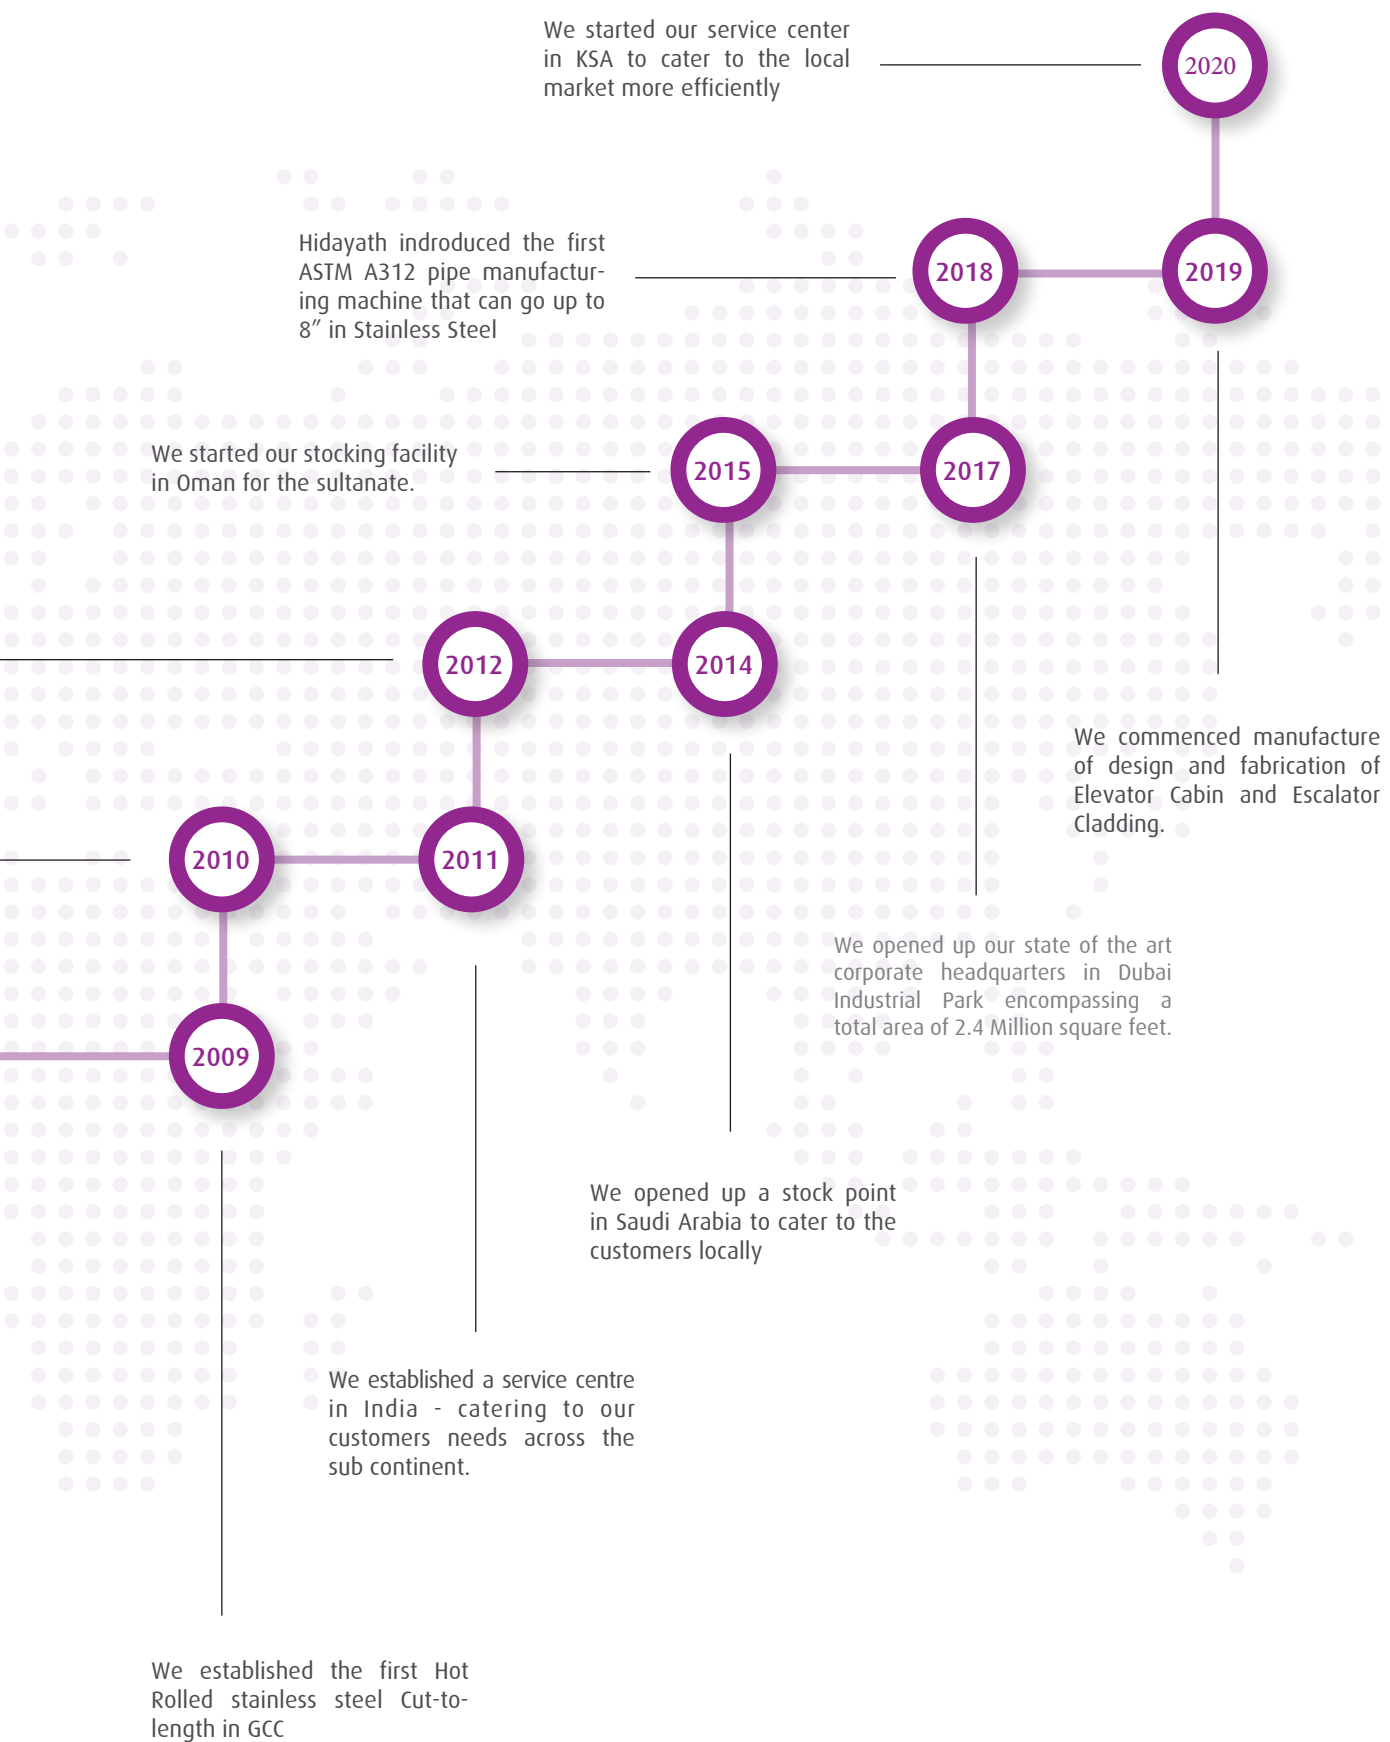 We started our service center
in KSA to cater to the local
market more efficiently
2020
Hidayath indroduced the first
ASTM A312 pipe manufactur-
ing machine that can go up to
8″ in Stainless Steel
2018
2019
We started our stocking facility
in Oman for the sultanate.
2015
2017
2012
2014
We commenced manufacture
of design and fabrication of
Elevator Cabin and Escalator
Cladding.
2010
2011
We opened up our state of the art
corporate headquarters in Dubai
Industrial Park encompassing a
total area of 2.4 Million square feet.
2009
We opened up a stock point
in Saudi Arabia to cater to the
customers locally
We established a service centre
in India - catering to our
customers needs across the
sub continent.
We established the first Hot
Rolled stainless steel Cut-to-
length in GCC